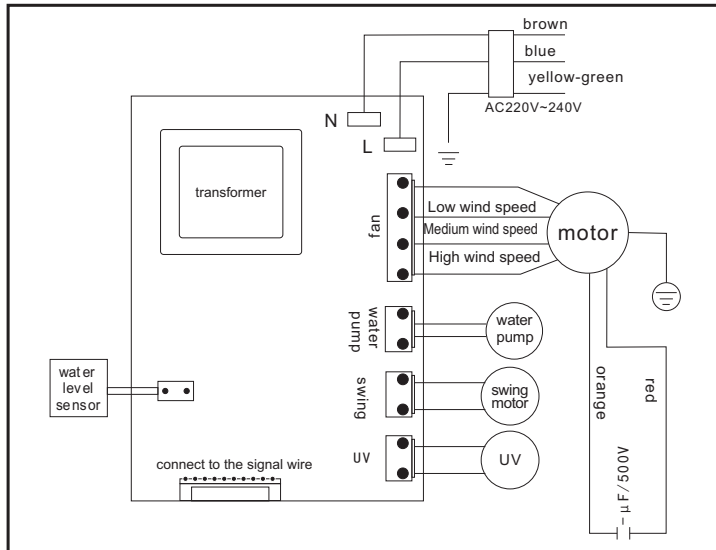 brown
blue
yellow-green
AC220V~240V
N
L
transformer
fan
Low wind speed
Medium wind speed
High wind speed
motor
water
pump
water
pump
water
level
sensor
swing
swing
motor
orange
red
UV
UV
-μF/500V
connect to the signal wire